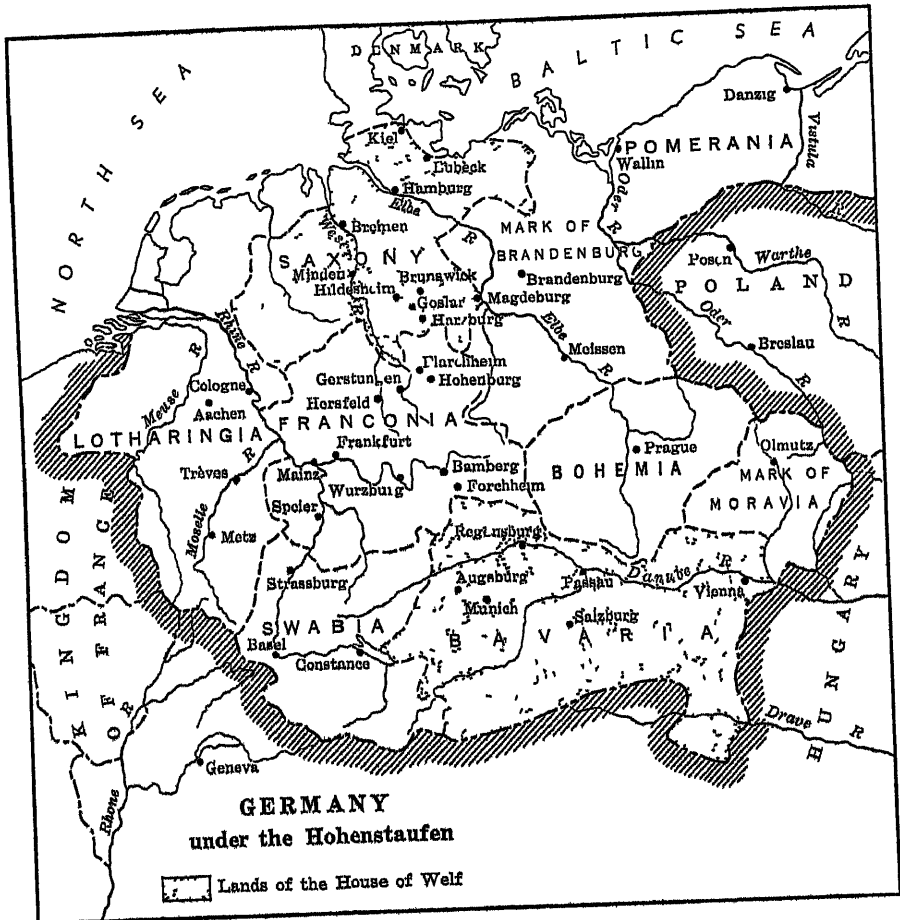 DENMARK
BALTIC SEA
NORTH SEA
Danzig
Vistula
Kiel
POMERANIA
Wallin
Lubeck
Oder R
Hamburg
Elbe
R
Bremen
Weser
R
MARK OF
BRANDENBURG
SAXONY
Minden
Hildesheim
Brunswick
Brandenburg
Posen
Warthe
R
POLAND
Goslar
Magdeburg
Harzburg
Oder
R
Elbe
R
Rhine
R
Meissen
Breslau
Flarchheim
Gerstungen
Hohenburg
Meuse
R
Cologne
Aachen
Hersfeld
FRANCONIA
LOTHARINGIA
Frankfurt
R
Prague
Olmutz
Trèves
Mainz
Bamberg
BOHEMIA
MARK OF
MORAVIA
Wurzburg
Forchheim
Speier
Moselle
Metz
Regensburg
KINGDOM
OF FRANCE
Strassburg
Augsburg
Passau
Danube
R
Vienna
Munich
Salzburg
SWABIA
BAVARIA
HUNGARY
Basel
Constance
R
Drave
R
Geneva
Rhone
GERMANY
under the Hohenstaufen
Lands of the House of Welf